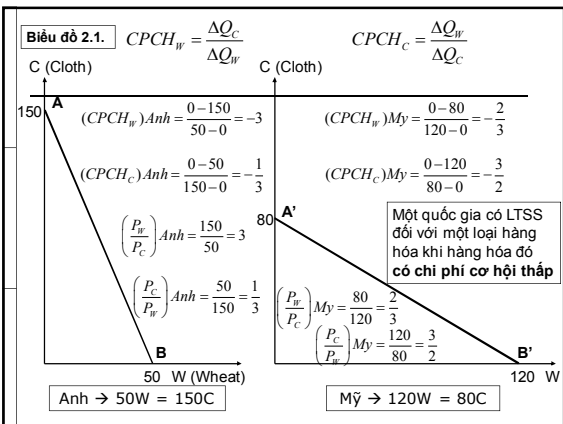 Biểu đồ 2.1.
CPCH_W = ΔQ_C / ΔQ_W
CPCH_C = ΔQ_W / ΔQ_C
C (Cloth)
C (Cloth)
150
A
(CPCH_W) Anh = (0−150) / (50−0) = −3
(CPCH_W) My = (0−80) / (120−0) = −2/3
(CPCH_C) Anh = (0−50) / (150−0) = −1/3
(CPCH_C) My = (0−120) / (80−0) = −3/2
(P_W / P_C) Anh = 150 / 50 = 3
80
A’
Một quốc gia có LTSS
đối với một loại hàng
hóa khi hàng hóa đó
có chi phí cơ hội thấp
(P_C / P_W) Anh = 50 / 150 = 1/3
(P_W / P_C) My = 80 / 120 = 2/3
(P_C / P_W) My = 120 / 80 = 3/2
B
B’
50 W (Wheat)
120 W
Anh → 50W = 150C
Mỹ → 120W = 80C